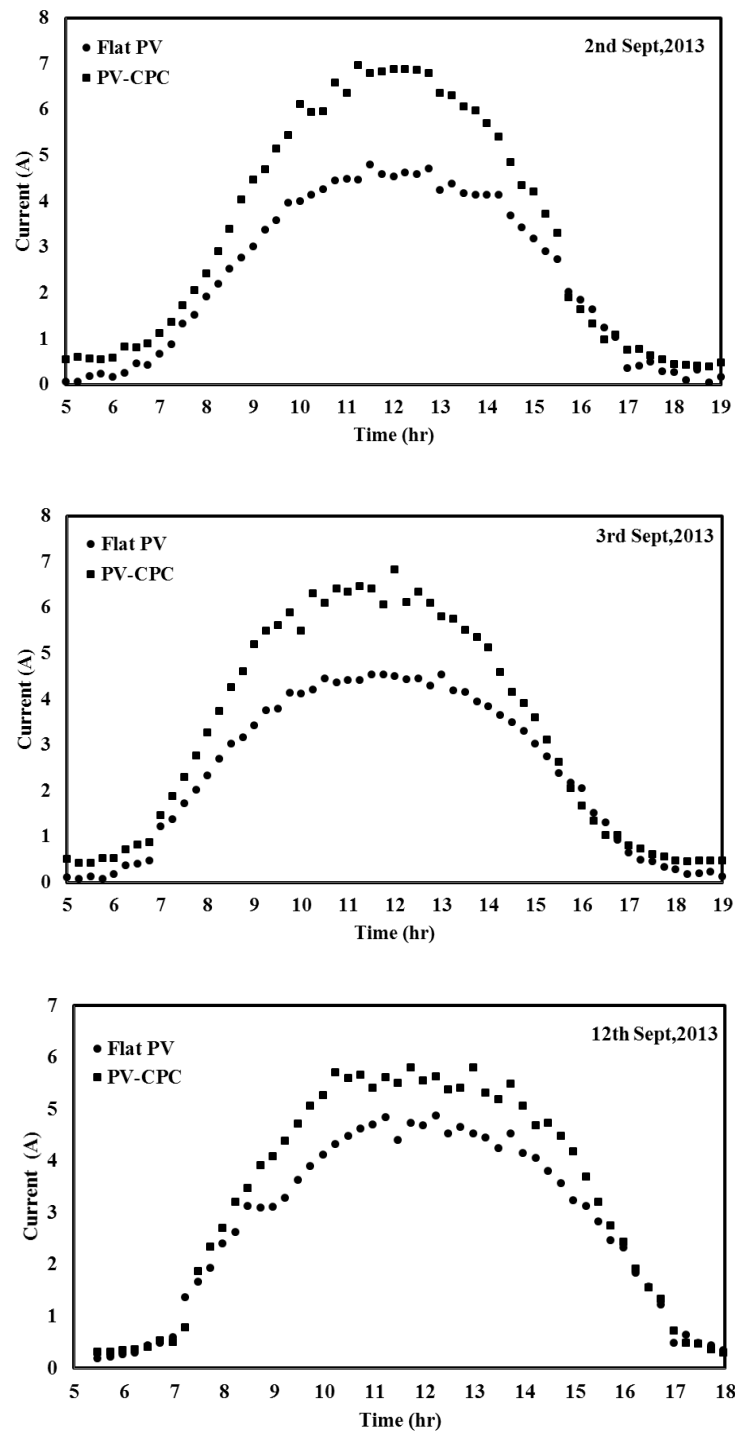 8
7
6
5
4
3
2
1
0
Current (A)
Flat PV
PV-CPC
2nd Sept,2013
5 6 7 8 9 10 11 12 13 14 15 16 17 18 19
Time (hr)
8
7
6
5
4
3
2
1
0
Current (A)
Flat PV
PV-CPC
3rd Sept,2013
5 6 7 8 9 10 11 12 13 14 15 16 17 18 19
Time (hr)
7
6
5
4
3
2
1
0
Current (A)
Flat PV
PV-CPC
12th Sept,2013
5 6 7 8 9 10 11 12 13 14 15 16 17 18
Time (hr)